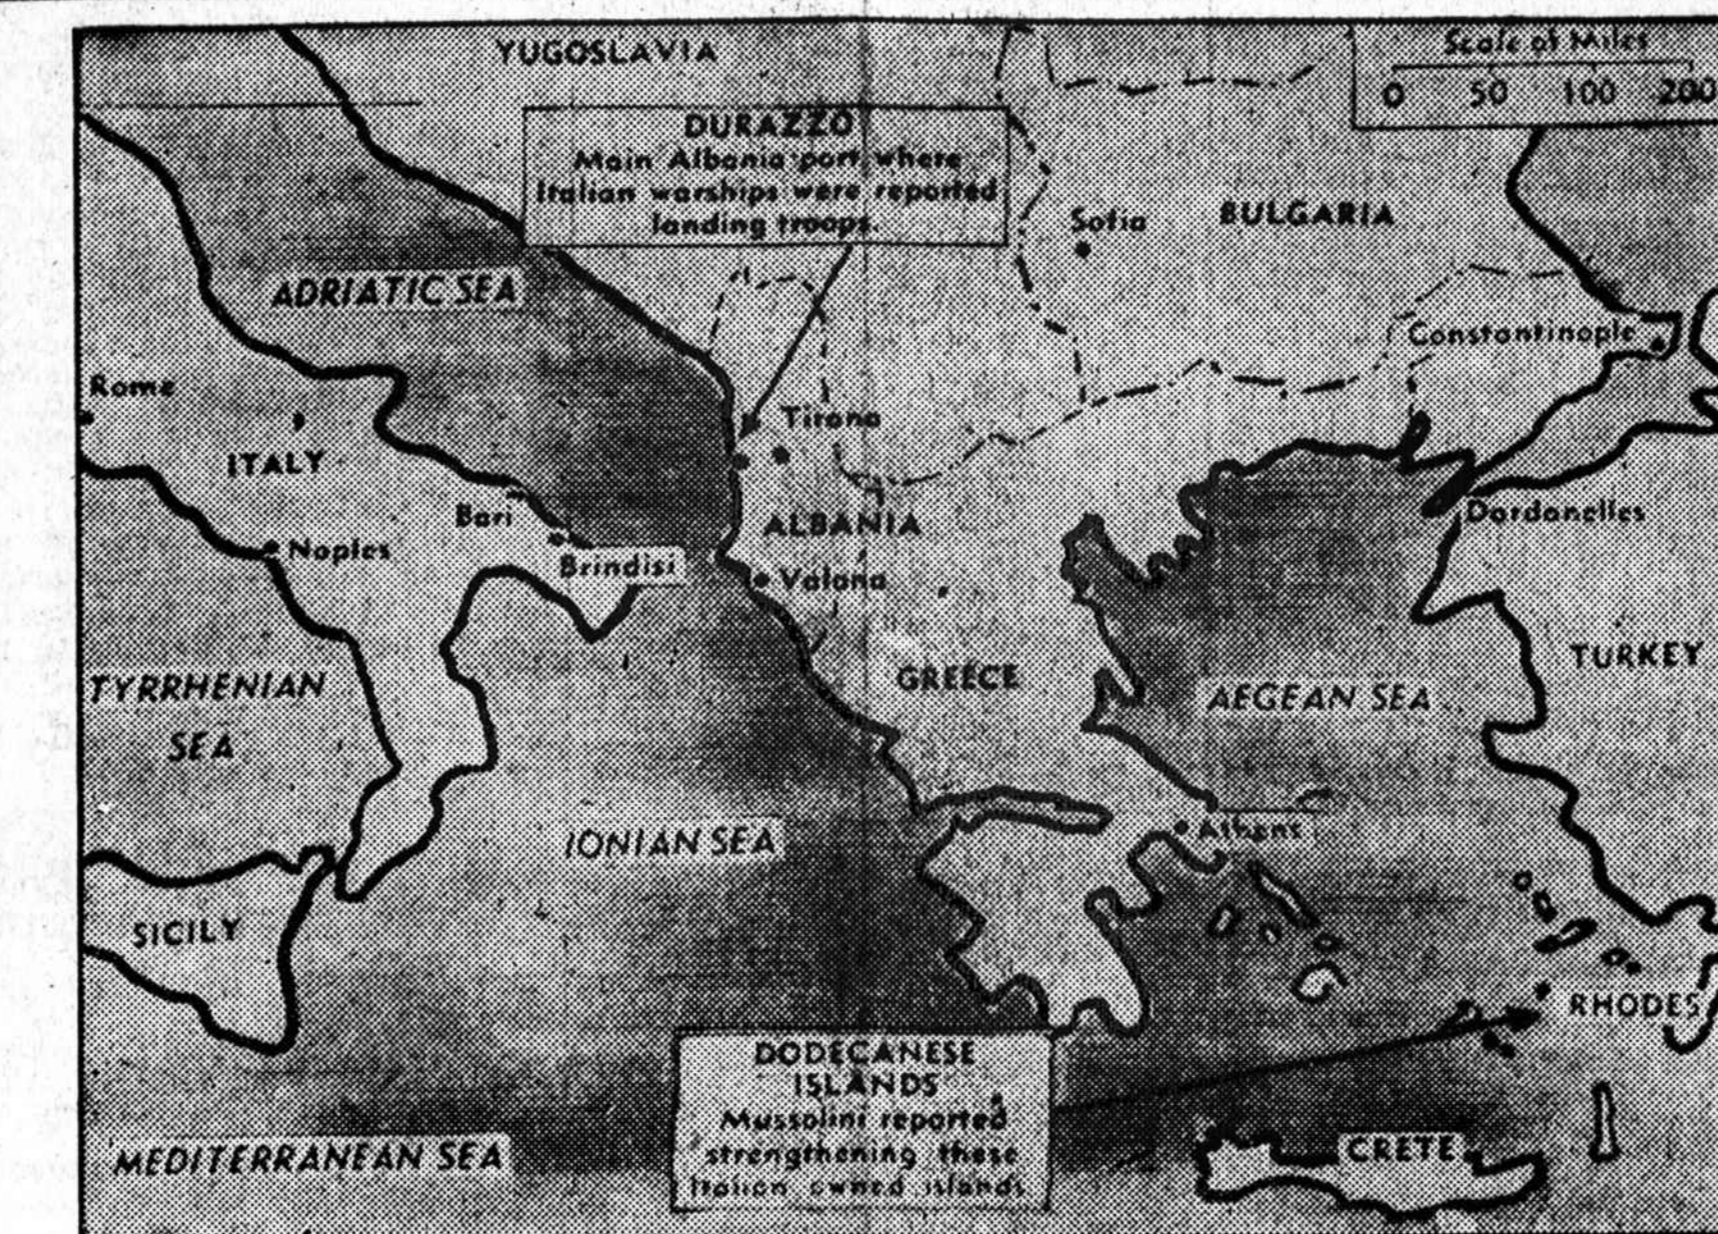 YUGOSLAVIA
Scale of Miles
0 50 100 200
DURAZZO
Main Albania port where
Italian warships were reported
landing troops.
Sofia
BULGARIA
ADRIATIC SEA
Constantinople
Rome
Tirana
ITALY
Bari
Dardanelles
ALBANIA
Naples
Brindisi
Valona
TURKEY
GREECE
TYRRHENIAN
SEA
AEGEAN SEA
IONIAN SEA
Athens
SICILY
RHODES
DODECANESE
ISLANDS
Mussolini reported
strengthening these
Italian owned islands
MEDITERRANEAN SEA
CRETE